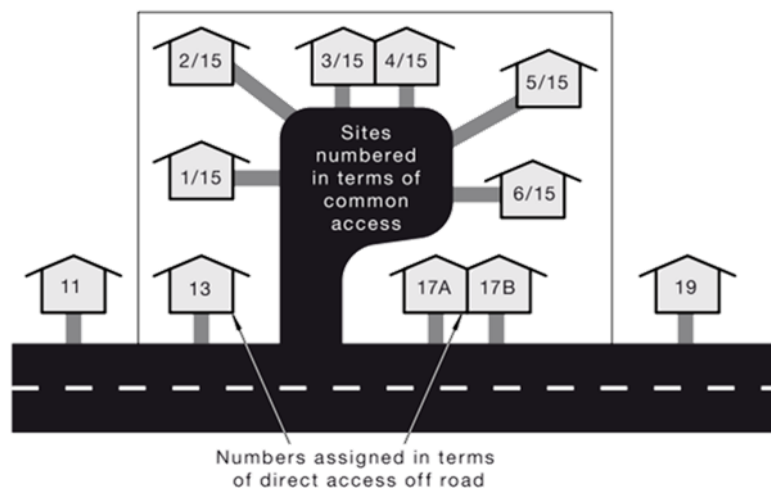 2/15
3/15
4/15
5/15
Sites
numbered
in terms of
common
access
1/15
6/15
11
13
17A
17B
19
Numbers assigned in terms
of direct access off road